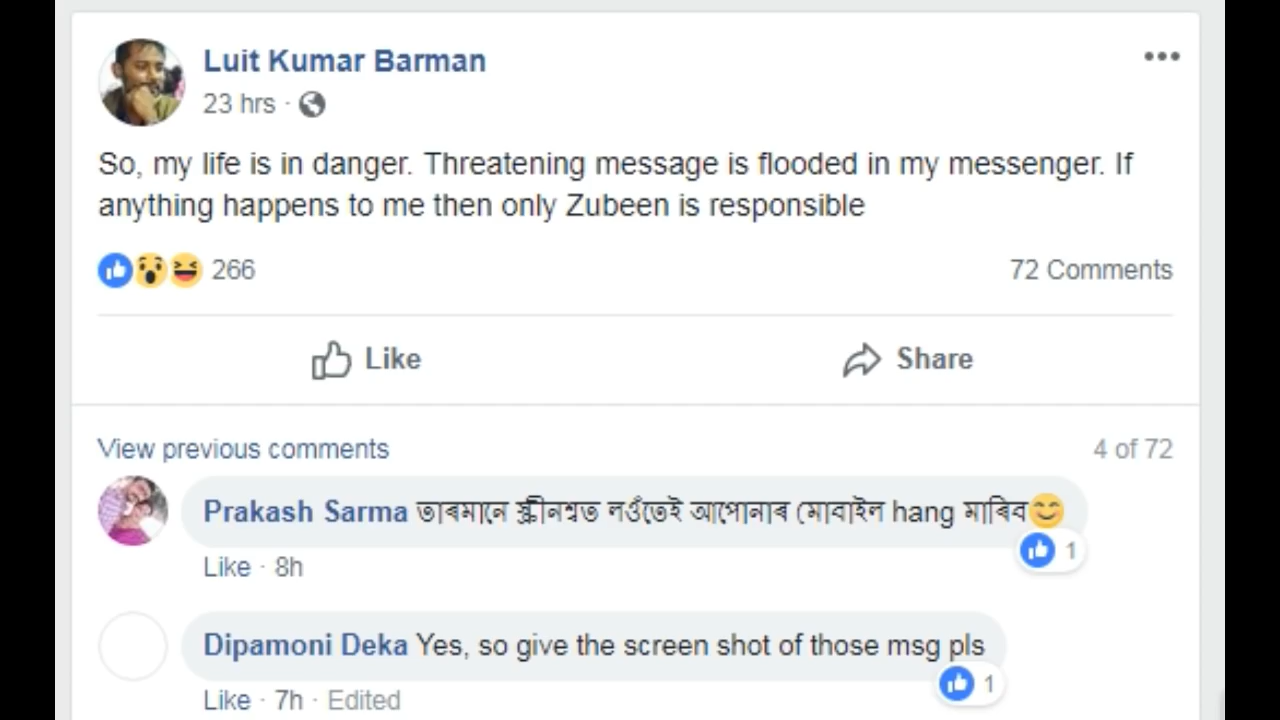 Luit Kumar Barman
23 hrs ·
So, my life is in danger. Threatening message is flooded in my messenger. If
anything happens to me then only Zubeen is responsible
266
72 Comments
Like
Share
View previous comments
4 of 72
Prakash Sarma তাৰমানে স্ক্ৰীনশ্বত লওঁতেই আপোনাৰ মোবাইল hang মাৰিব😊
1
Like · 8h
Dipamoni Deka Yes, so give the screen shot of those msg pls
1
Like · 7h · Edited